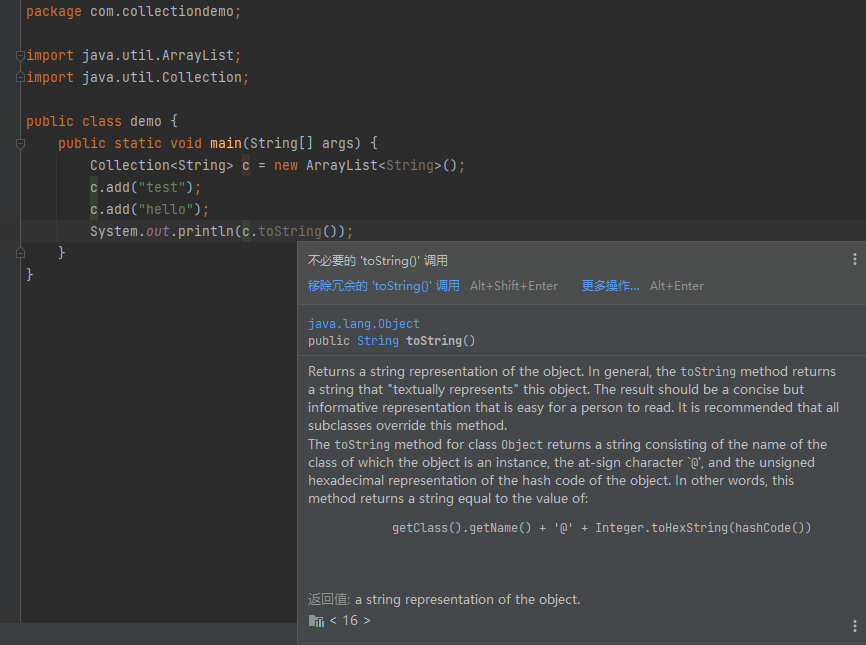 package com.collectiondemo;
import java.util.ArrayList;
import java.util.Collection;
public class demo {
public static void main(String[] args) {
Collection<String> c = new ArrayList<String>();
c.add("test");
c.add("hello");
System.out.println(c.toString());
}
}
不必要的 'toString()' 调用
移除冗余的 'toString()' 调用 Alt+Shift+Enter 更多操作... Alt+Enter
java.lang.Object
public String toString()
Returns a string representation of the object. In general, the toString method returns
a string that "textually represents" this object. The result should be a concise but
informative representation that is easy for a person to read. It is recommended that all
subclasses override this method.
The toString method for class Object returns a string consisting of the name of the
class of which the object is an instance, the at-sign character `@', and the unsigned
hexadecimal representation of the hash code of the object. In other words, this
method returns a string equal to the value of:
getClass().getName() + '@' + Integer.toHexString(hashCode())
返回值: a string representation of the object.
< 16 >